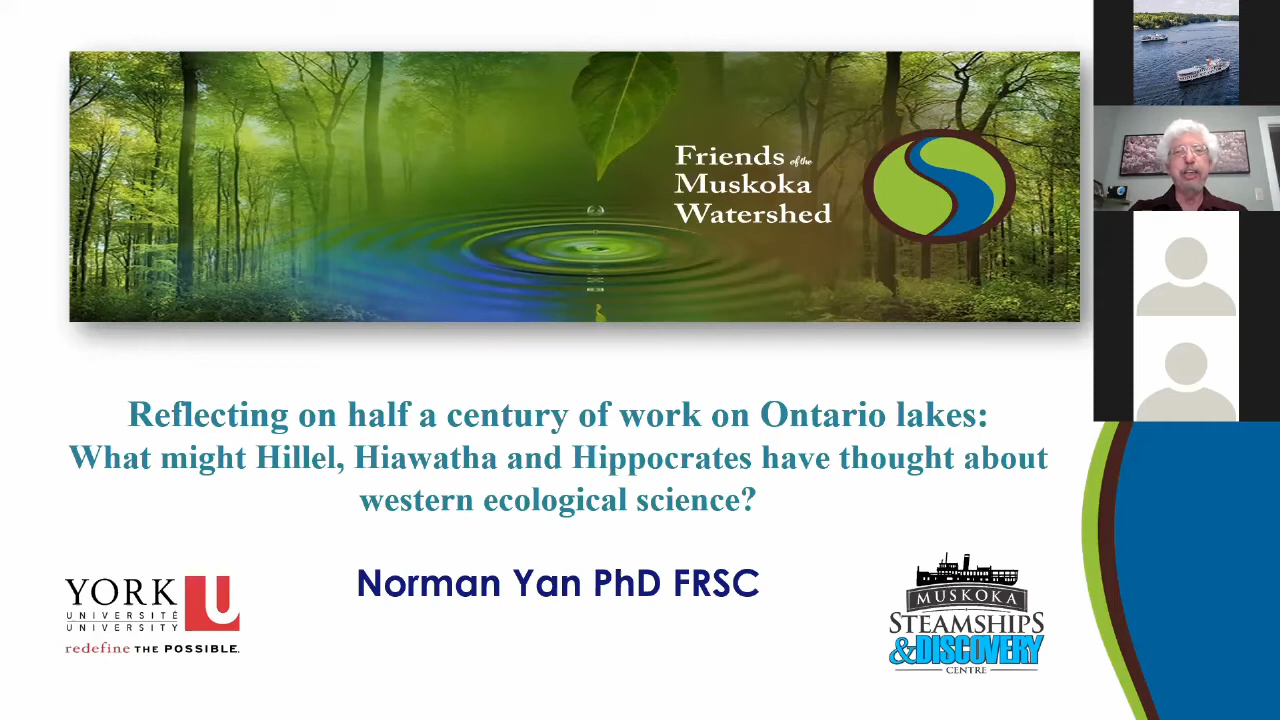 Friends of the
Muskoka
Watershed
Reflecting on half a century of work on Ontario lakes:
What might Hillel, Hiawatha and Hippocrates have thought about
western ecological science?
Norman Yan PhD FRSC
YORK U
UNIVERSITÉ
UNIVERSITY
redefine THE POSSIBLE.
MUSKOKA
STEAMSHIPS
& DISCOVERY
CENTRE